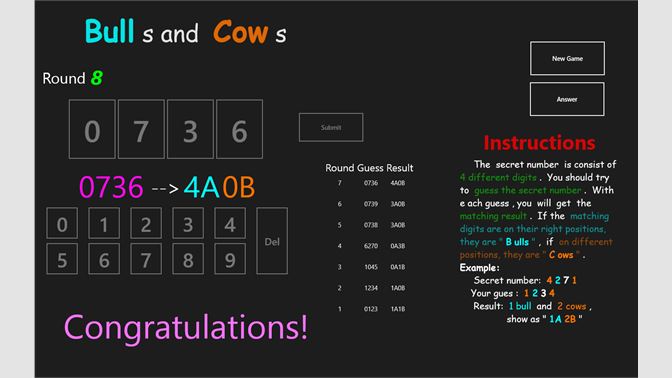 Bull s and Cow s
Round 8
0 7 3 6
0736 --> 4A0B
0 1 2 3 4
5 6 7 8 9
Del
Congratulations!
Submit
Round Guess Result
7 0736 4A0B
6 0739 3A0B
5 0738 3A0B
4 6270 0A3B
3 1045 0A1B
2 1234 1A0B
1 0123 1A1B
New Game
Answer
Instructions
The secret number is consist of
4 different digits . You should try
to guess the secret number . With
e ach guess , you will get the
matching result . If the matching
digits are on their right positions,
they are " B ulls " , if on different
positions, they are " C ows " .
Example:
Secret number: 4 2 7 1
Your gues : 1 2 3 4
Result: 1 bull and 2 cows ,
show as " 1A 2B "